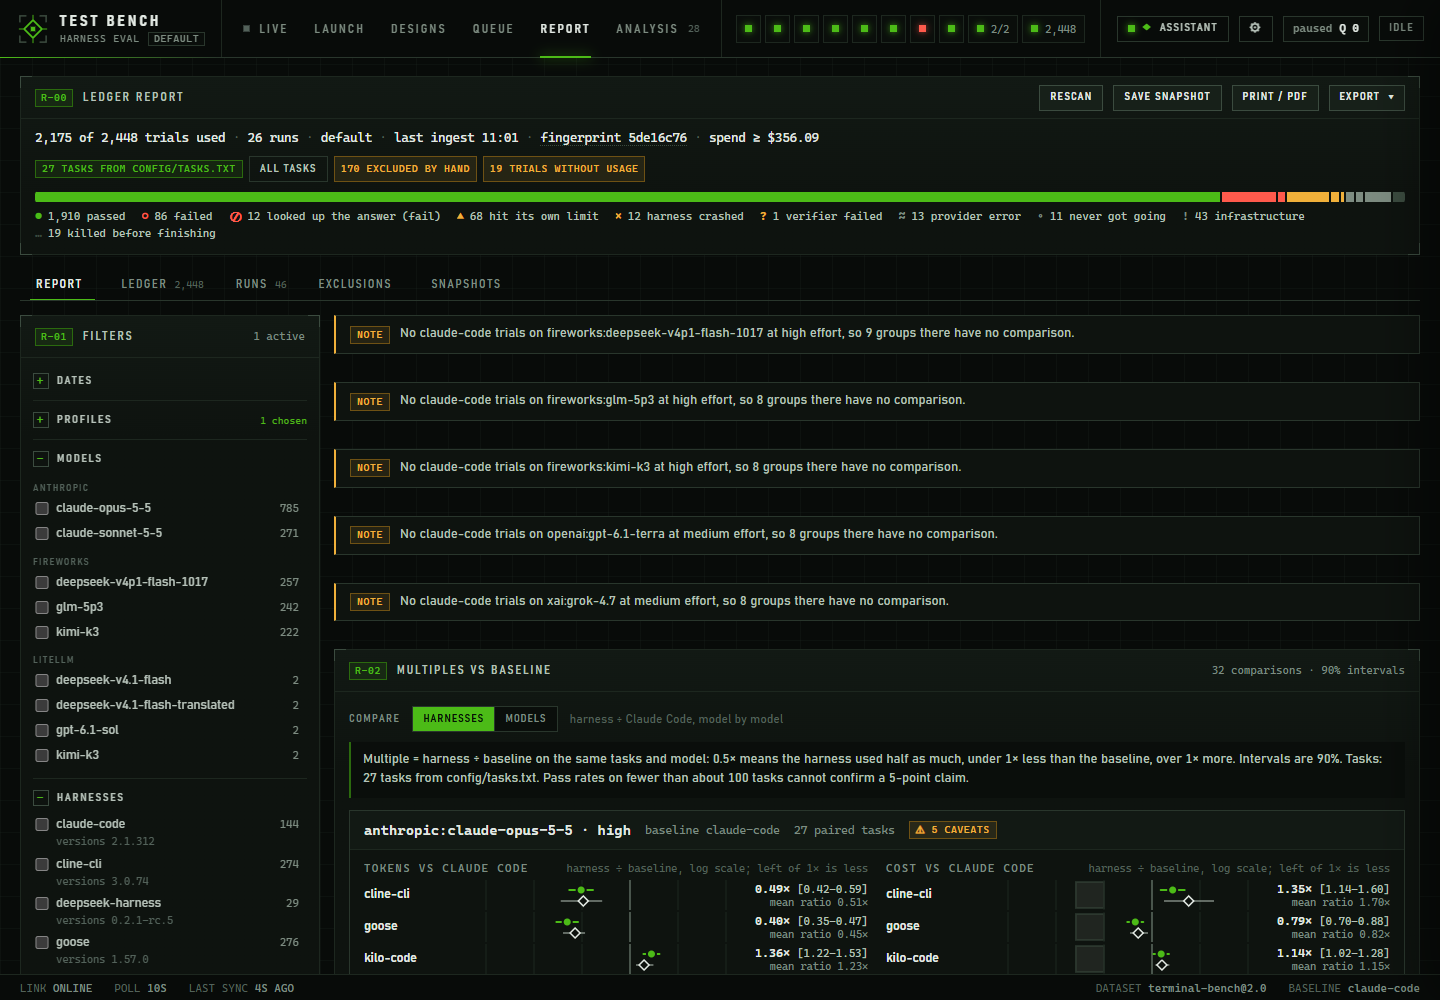 TEST BENCH
HARNESS EVAL DEFAULT
LIVE LAUNCH DESIGNS QUEUE REPORT ANALYSIS 28
2/2 2,448
ASSISTANT
paused Q 0
IDLE
R-00 LEDGER REPORT
RESCAN SAVE SNAPSHOT PRINT / PDF EXPORT ▾
2,175 of 2,448 trials used · 26 runs · default · last ingest 11:01 · fingerprint 5de16c76 · spend ≥ $356.09
27 TASKS FROM CONFIG/TASKS.TXT ALL TASKS 170 EXCLUDED BY HAND 19 TRIALS WITHOUT USAGE
1,910 passed 86 failed 12 looked up the answer (fail) 68 hit its own limit × 12 harness crashed ? 1 verifier failed 13 provider error 11 never got going ! 43 infrastructure
… 19 killed before finishing
REPORT LEDGER 2,448 RUNS 46 EXCLUSIONS SNAPSHOTS
R-01 FILTERS 1 active
+ DATES
+ PROFILES 1 chosen
− MODELS
ANTHROPIC
claude-opus-5-5 785
claude-sonnet-5-5 271
FIREWORKS
deepseek-v4p1-flash-1017 257
glm-5p3 242
kimi-k3 222
LITELLM
deepseek-v4.1-flash 2
deepseek-v4.1-flash-translated 2
gpt-6.1-sol 2
kimi-k3 2
− HARNESSES
claude-code 144
versions 2.1.312
cline-cli 274
versions 3.0.74
deepseek-harness 29
versions 0.2.1-rc.5
goose 276
versions 1.57.0
NOTE No claude-code trials on fireworks:deepseek-v4p1-flash-1017 at high effort, so 9 groups there have no comparison.
NOTE No claude-code trials on fireworks:glm-5p3 at high effort, so 8 groups there have no comparison.
NOTE No claude-code trials on fireworks:kimi-k3 at high effort, so 8 groups there have no comparison.
NOTE No claude-code trials on openai:gpt-6.1-terra at medium effort, so 8 groups there have no comparison.
NOTE No claude-code trials on xai:grok-4.7 at medium effort, so 8 groups there have no comparison.
R-02 MULTIPLES VS BASELINE 32 comparisons · 90% intervals
COMPARE HARNESSES MODELS harness ÷ Claude Code, model by model
Multiple = harness ÷ baseline on the same tasks and model: 0.5× means the harness used half as much, under 1× less than the baseline, over 1× more. Intervals are 90%. Tasks:
27 tasks from config/tasks.txt. Pass rates on fewer than about 100 tasks cannot confirm a 5-point claim.
anthropic:claude-opus-5-5 · high baseline claude-code 27 paired tasks ⚠ 5 CAVEATS
TOKENS VS CLAUDE CODE harness ÷ baseline, log scale; left of 1× is less
cline-cli 0.49× [0.42–0.59]
mean ratio 0.51×
goose 0.40× [0.35–0.47]
mean ratio 0.45×
kilo-code 1.36× [1.22–1.53]
mean ratio 1.23×
COST VS CLAUDE CODE harness ÷ baseline, log scale; left of 1× is less
cline-cli 1.35× [1.14–1.60]
mean ratio 1.70×
goose 0.79× [0.70–0.88]
mean ratio 0.82×
kilo-code 1.14× [1.02–1.28]
mean ratio 1.15×
LINK ONLINE POLL 10S LAST SYNC 4S AGO
DATASET terminal-bench@2.0 BASELINE claude-code